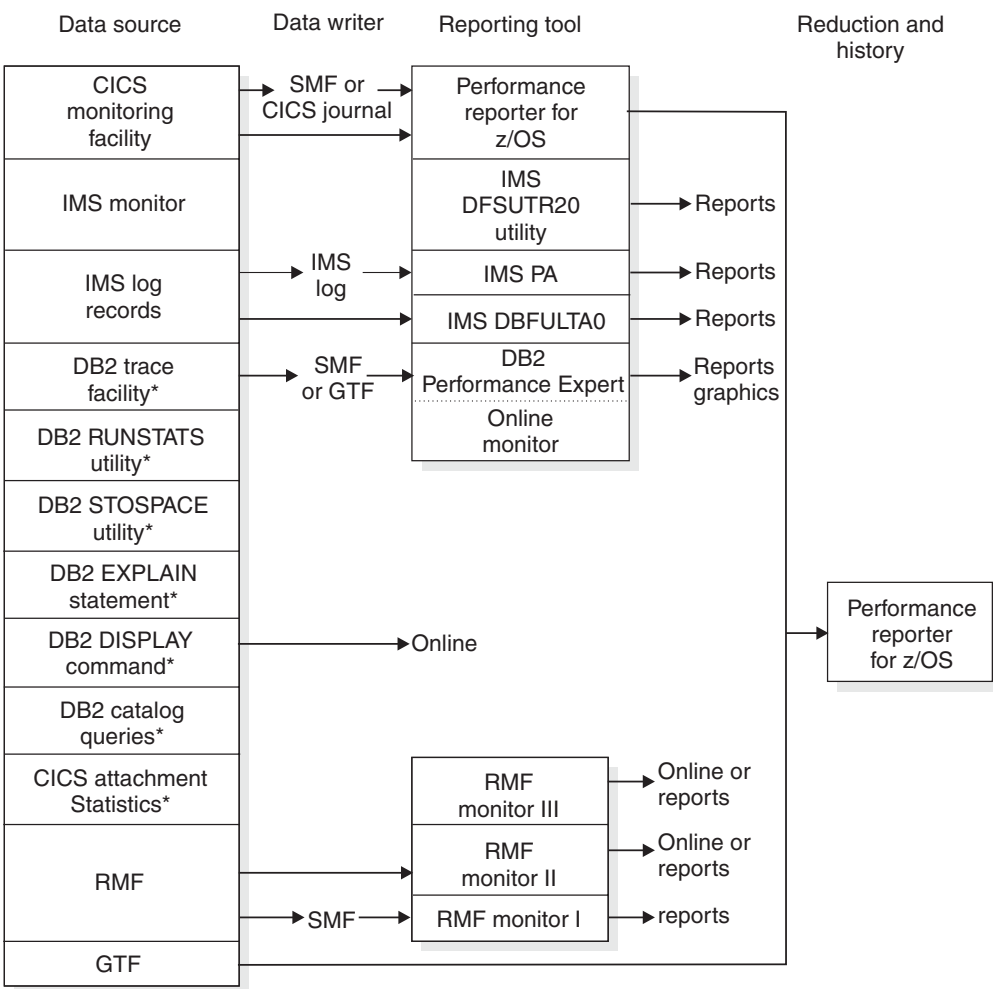 Data source
Data writer
Reporting tool
Reduction and
history
CICS
monitoring
facility
SMF or
CICS journal
Performance
reporter for
z/OS
IMS monitor
IMS
DFSUTR20
utility
Reports
IMS log
records
IMS
log
IMS PA
Reports
IMS DBFULTA0
Reports
DB2 trace
facility*
SMF
or GTF
DB2
Performance Expert
Reports
graphics
Online
monitor
DB2 RUNSTATS
utility*
DB2 STOSPACE
utility*
DB2 EXPLAIN
statement*
DB2 DISPLAY
command*
Online
Performance
reporter
for z/OS
DB2 catalog
queries*
CICS attachment
Statistics*
RMF
monitor III
Online or
reports
RMF
RMF
monitor II
Online or
reports
SMF
RMF monitor I
reports
GTF